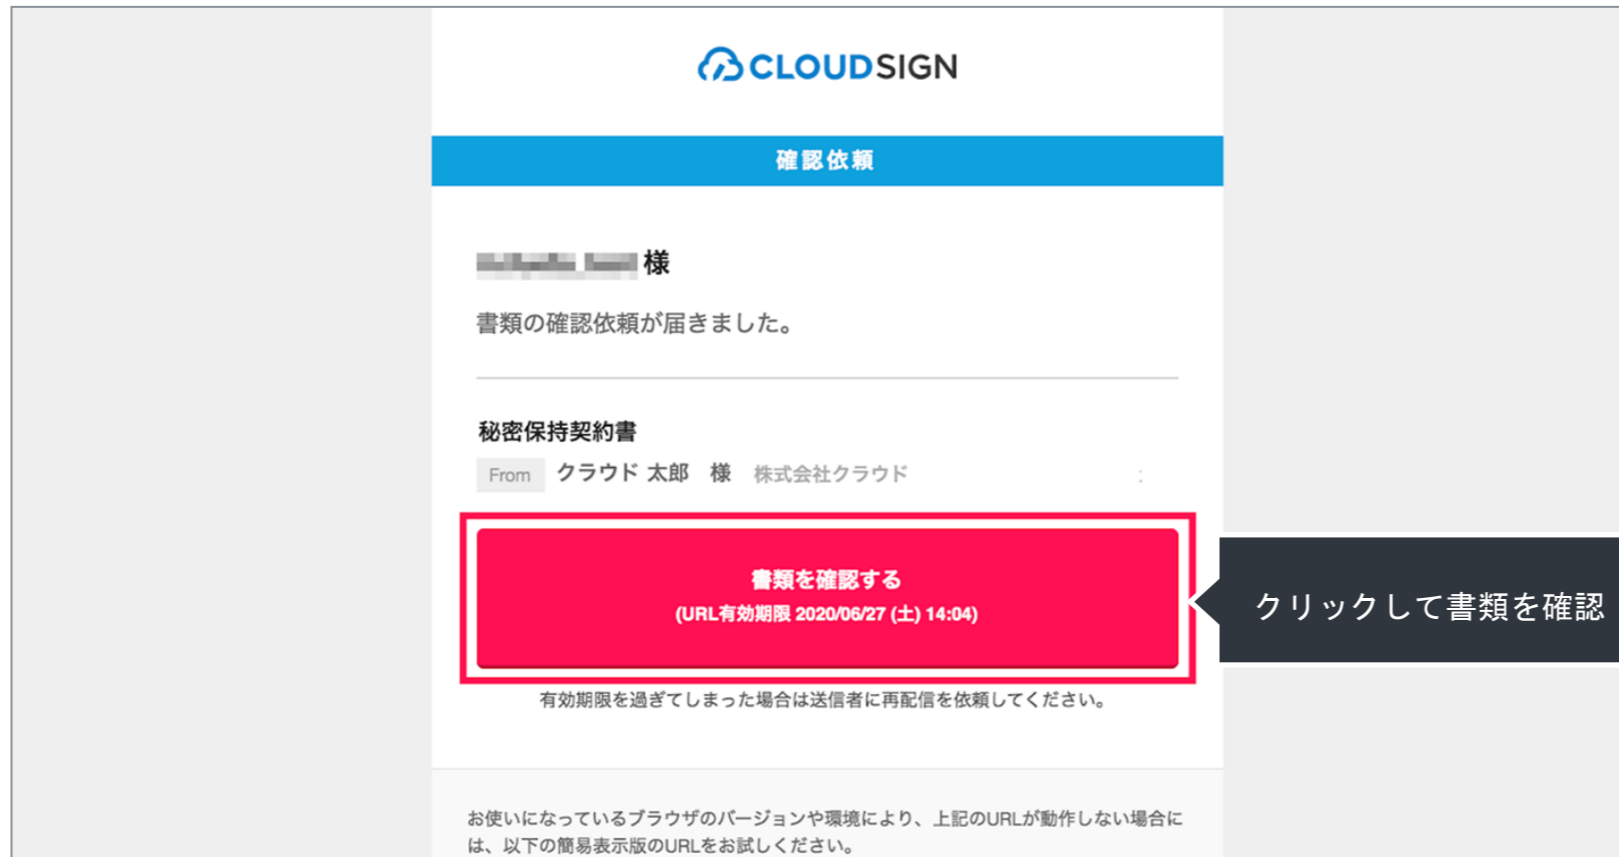 CLOUDSIGN
確認依頼
様
書類の確認依頼が届きました。
秘密保持契約書
From クラウド 太郎 様 株式会社クラウド :
書類を確認する
(URL有効期限 2020/06/27 (土) 14:04)
クリックして書類を確認
有効期限を過ぎてしまった場合は送信者に再配信を依頼してください。
お使いになっているブラウザのバージョンや環境により、上記のURLが動作しない場合に
は、以下の簡易表示版のURLをお試しください。